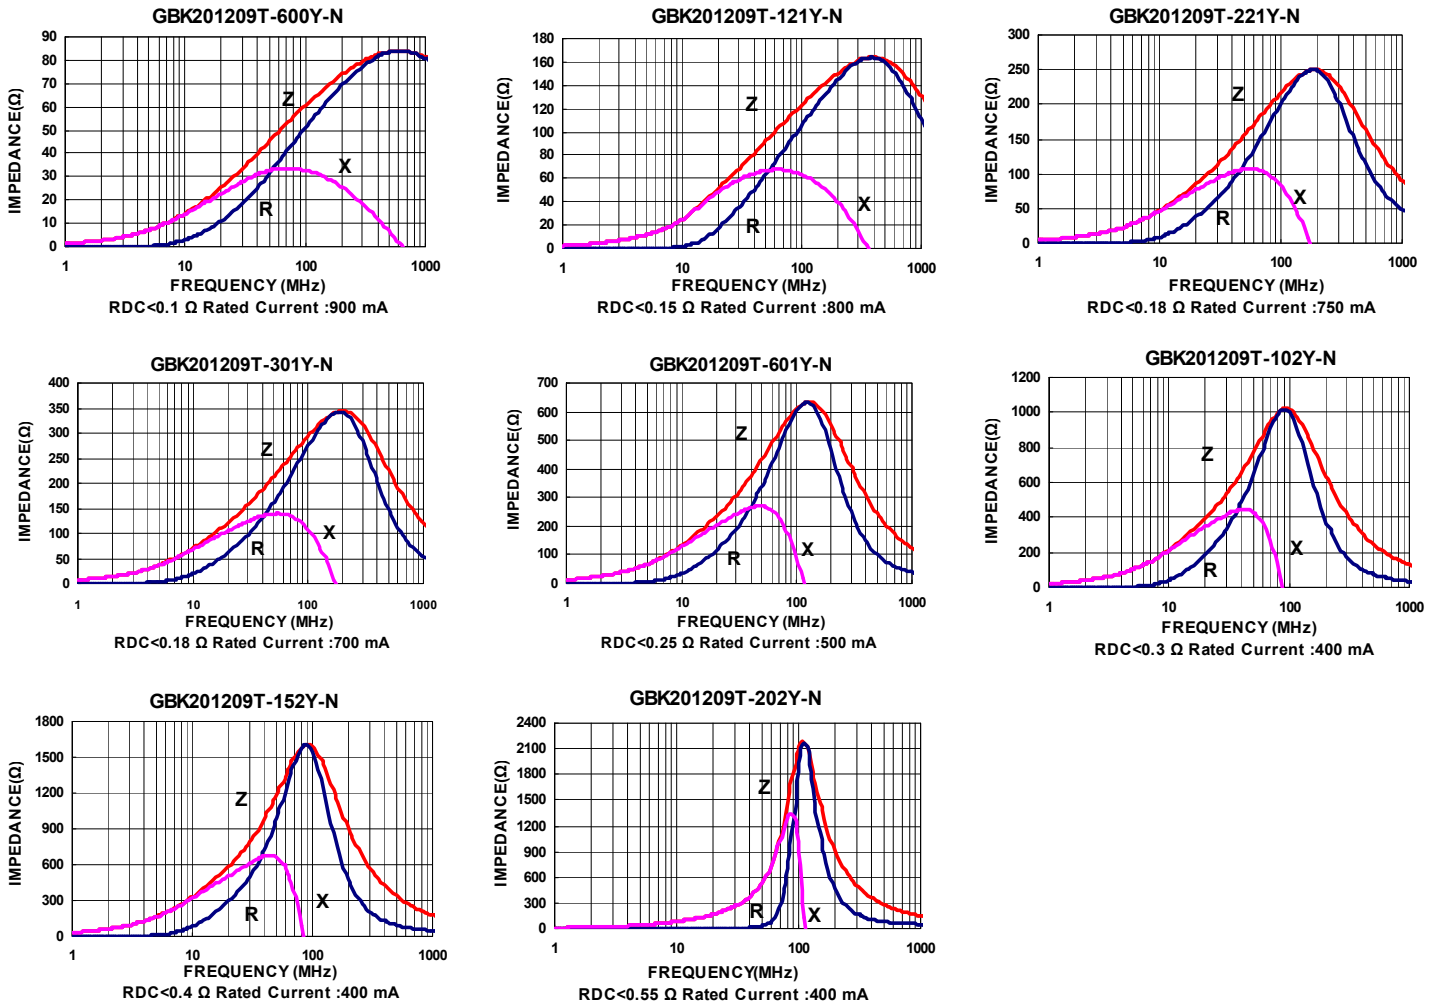 GBK201209T-600Y-N
IMPEDANCE(Ω)
90
80
70
60
50
40
30
20
10
0
Z
X
R
1 10 100 1000
FREQUENCY (MHz)
RDC<0.1 Ω Rated Current :900 mA
GBK201209T-121Y-N
IMPEDANCE(Ω)
180
160
140
120
100
80
60
40
20
0
Z
X
R
1 10 100 1000
FREQUENCY (MHz)
RDC<0.15 Ω Rated Current :800 mA
GBK201209T-221Y-N
IMPEDANCE(Ω)
300
250
200
150
100
50
0
Z
X
R
1 10 100 1000
FREQUENCY (MHz)
RDC<0.18 Ω Rated Current :750 mA
GBK201209T-301Y-N
IMPEDANCE(Ω)
400
350
300
250
200
150
100
50
0
Z
X
R
1 10 100 1000
FREQUENCY (MHz)
RDC<0.18 Ω Rated Current :700 mA
GBK201209T-601Y-N
IMPEDANCE(Ω)
700
600
500
400
300
200
100
0
Z
X
R
1 10 100 1000
FREQUENCY (MHz)
RDC<0.25 Ω Rated Current :500 mA
GBK201209T-102Y-N
IMPEDANCE(Ω)
1200
1000
800
600
400
200
0
Z
X
R
1 10 100 1000
FREQUENCY (MHz)
RDC<0.3 Ω Rated Current :400 mA
GBK201209T-152Y-N
IMPEDANCE(Ω)
1800
1500
1200
900
600
300
0
Z
X
R
1 10 100 1000
FREQUENCY (MHz)
RDC<0.4 Ω Rated Current :400 mA
GBK201209T-202Y-N
IMPEDANCE(Ω)
2400
2100
1800
1500
1200
900
600
300
0
Z
R
X
1 10 100 1000
FREQUENCY(MHz)
RDC<0.55 Ω Rated Current :400 mA